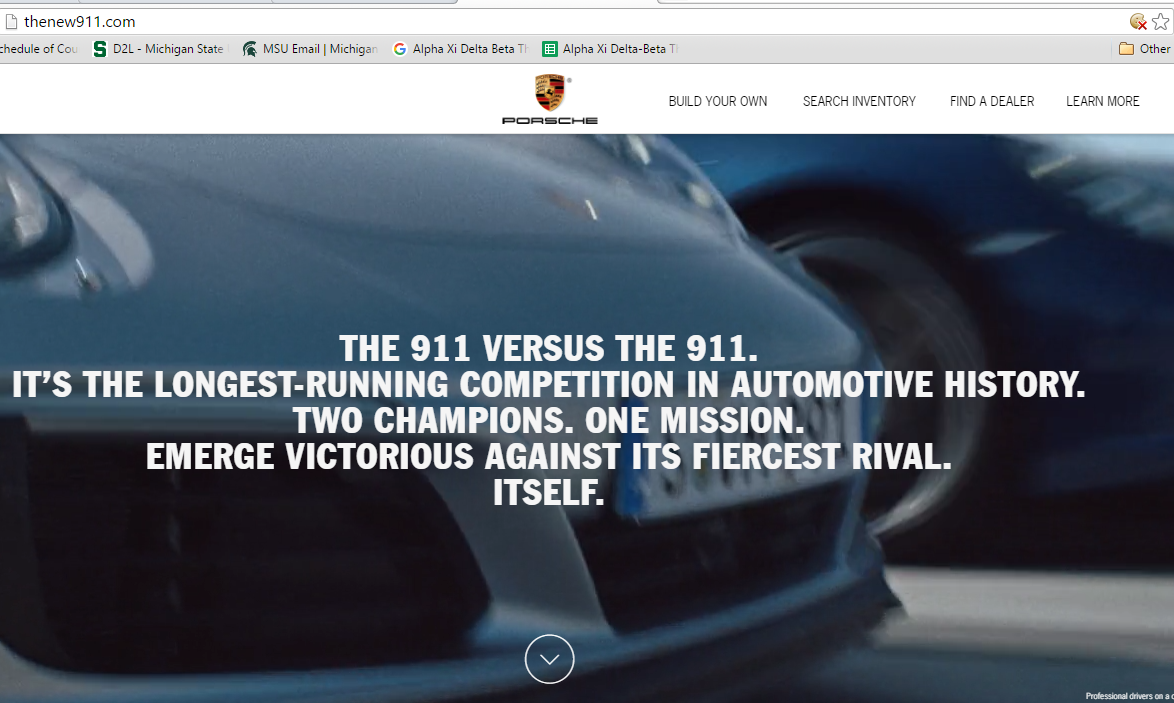 thenew911.com
chedule of Cou
D2L - Michigan State
MSU Email | Michigan
Alpha Xi Delta Beta Th
Alpha Xi Delta-Beta T
Other
PORSCHE
BUILD YOUR OWN
SEARCH INVENTORY
FIND A DEALER
LEARN MORE
THE 911 VERSUS THE 911.
IT'S THE LONGEST-RUNNING COMPETITION IN AUTOMOTIVE HISTORY.
TWO CHAMPIONS. ONE MISSION.
EMERGE VICTORIOUS AGAINST ITS FIERCEST RIVAL.
ITSELF.
Professional drivers on a c